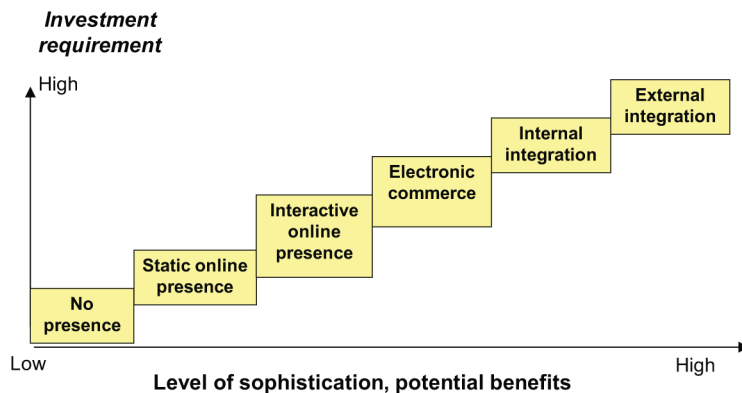 Investment
requirement
High
External
integration
Internal
integration
Electronic
commerce
Interactive
online
presence
Static online
presence
No
presence
Low
High
Level of sophistication, potential benefits